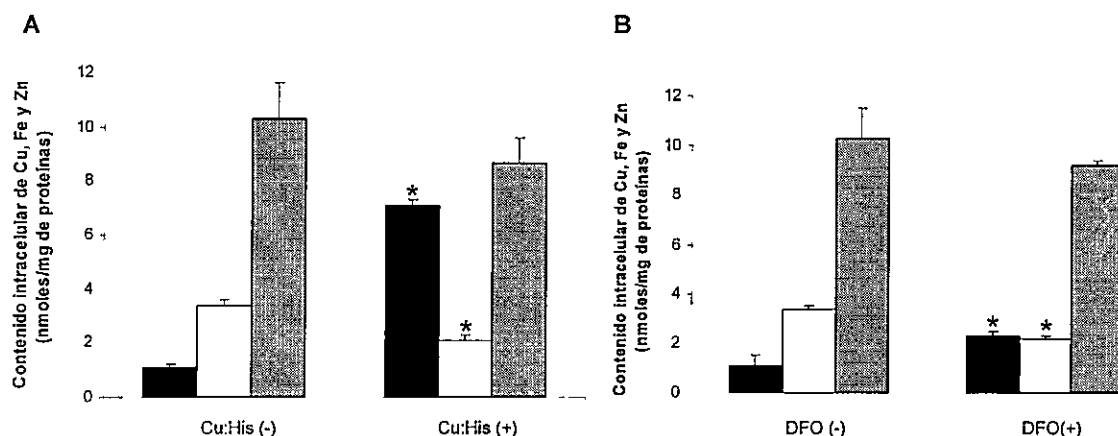 A
Contenido intracelular de Cu, Fe y Zn
(nmoles/mg de proteínas)
12
10
8
6
4
2
0
*
*
Cu:His (-)
Cu:His (+)
B
Contenido intracelular de Cu, Fe y Zn
(nmoles/mg de proteínas)
12
10
8
6
4
2
0
*
*
DFO (-)
DFO(+)